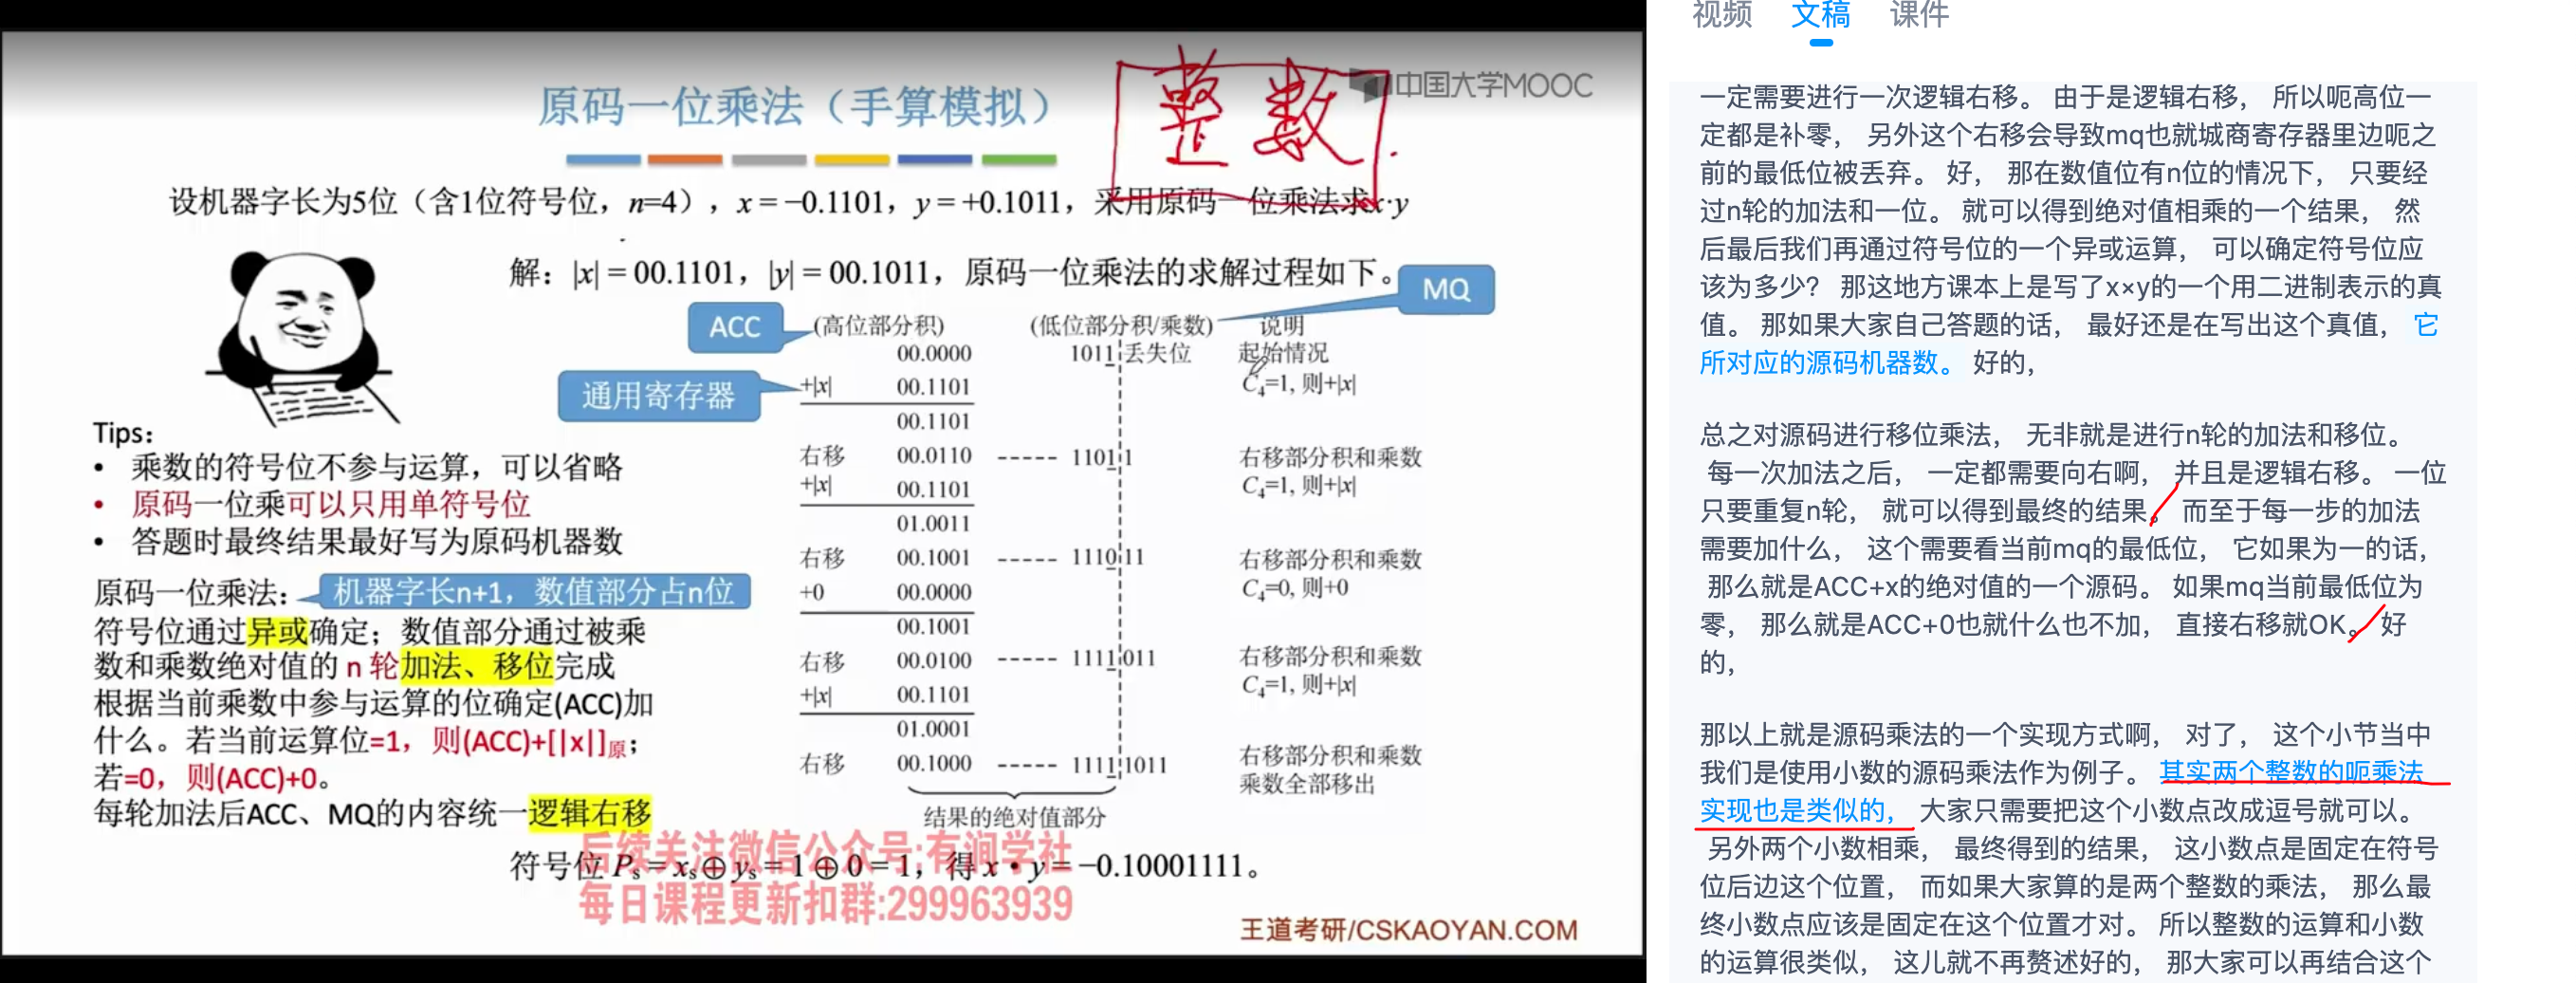 原码一位乘法（手算模拟）
整数
中国大学MOOC
设机器字长为5位（含1位符号位，n=4），x = −0.1101，y = +0.1011，采用原码一位乘法求x·y
解：|x| = 00.1101，|y| = 00.1011，原码一位乘法的求解过程如下。
MQ
ACC
(高位部分积) (低位部分积/乘数) 说明
00.0000 1011 丢失位 起始情况
通用寄存器
+|x| 00.1101 C4=1, 则+|x|
00.1101
右移 00.0110 ----- 1101 1 右移部分积和乘数
+|x| 00.1101 C4=1, 则+|x|
01.0011
右移 00.1001 ----- 1110 11 右移部分积和乘数
+0 00.0000 C4=0, 则+0
00.1001
右移 00.0100 ----- 1111 011 右移部分积和乘数
+|x| 00.1101 C4=1, 则+|x|
01.0001
右移 00.1000 ----- 1111 1011 右移部分积和乘数
乘数全部移出
结果的绝对值部分
符号位 Ps = xs⊕ys = 1⊕0 = 1，得 x · y = −0.10001111。
Tips：
• 乘数的符号位不参与运算，可以省略
• 原码一位乘可以只用单符号位
• 答题时最终结果最好写为原码机器数
原码一位乘法：
机器字长n+1，数值部分占n位
符号位通过异或确定；数值部分通过被乘
数和乘数绝对值的 n 轮加法、移位完成
根据当前乘数中参与运算的位确定(ACC)加
什么。若当前运算位=1，则(ACC)+[|x|]原；
若=0，则(ACC)+0。
每轮加法后ACC、MQ的内容统一逻辑右移
后续关注微信公众号:有涧学社
每日课程更新扣群:299963939
王道考研/CSKAOYAN.COM
视频 文稿 课件
一定需要进行一次逻辑右移。 由于是逻辑右移， 所以呃高位一
定都是补零， 另外这个右移会导致mq也就城商寄存器里边呃之
前的最低位被丢弃。 好， 那在数值位有n位的情况下， 只要经
过n轮的加法和一位。 就可以得到绝对值相乘的一个结果， 然
后最后我们再通过符号位的一个异或运算， 可以确定符号位应
该为多少？ 那这地方课本上是写了x×y的一个用二进制表示的真
值。 那如果大家自己答题的话， 最好还是在写出这个真值， 它
所对应的源码机器数。 好的，
总之对源码进行移位乘法， 无非就是进行n轮的加法和移位。
每一次加法之后， 一定都需要向右啊， 并且是逻辑右移。 一位
只要重复n轮， 就可以得到最终的结果。 而至于每一步的加法
需要加什么， 这个需要看当前mq的最低位， 它如果为一的话，
那么就是ACC+x的绝对值的一个源码。 如果mq当前最低位为
零， 那么就是ACC+0也就什么也不加， 直接右移就OK。 好
的，
那以上就是源码乘法的一个实现方式啊， 对了， 这个小节当中
我们是使用小数的源码乘法作为例子。 其实两个整数的呃乘法
实现也是类似的， 大家只需要把这个小数点改成逗号就可以。
另外两个小数相乘， 最终得到的结果， 这小数点是固定在符号
位后边这个位置， 而如果大家算的是两个整数的乘法， 那么最
终小数点应该是固定在这个位置才对。 所以整数的运算和小数
的运算很类似， 这儿就不再赘述好的， 那大家可以再结合这个